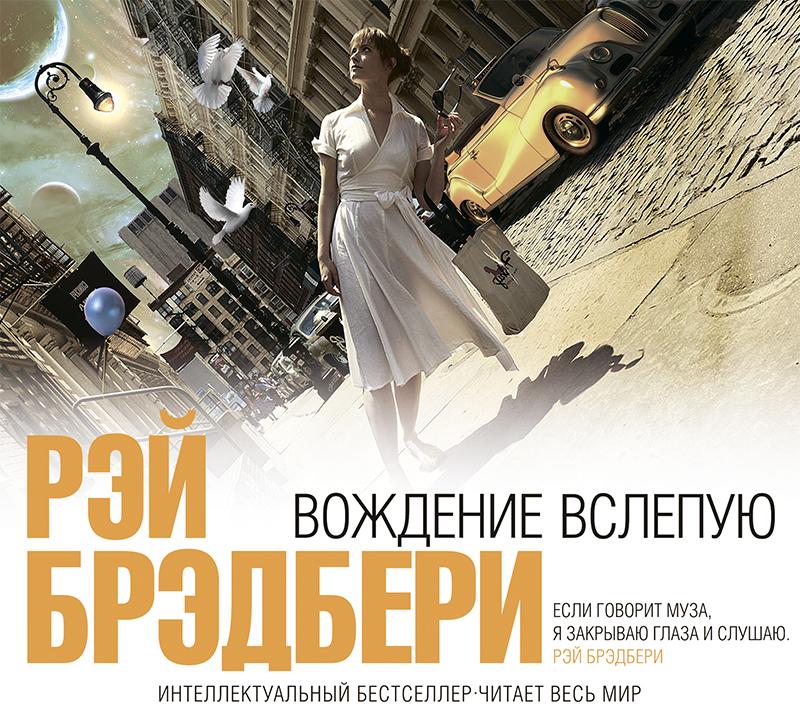 РЭЙ
БРЭДБЕРИ
ВОЖДЕНИЕ ВСЛЕПУЮ
ЕСЛИ ГОВОРИТ МУЗА,
Я ЗАКРЫВАЮ ГЛАЗА И СЛУШАЮ.
РЭЙ БРЭДБЕРИ
ИНТЕЛЛЕКТУАЛЬНЫЙ БЕСТСЕЛЛЕР·ЧИТАЕТ ВЕСЬ МИР